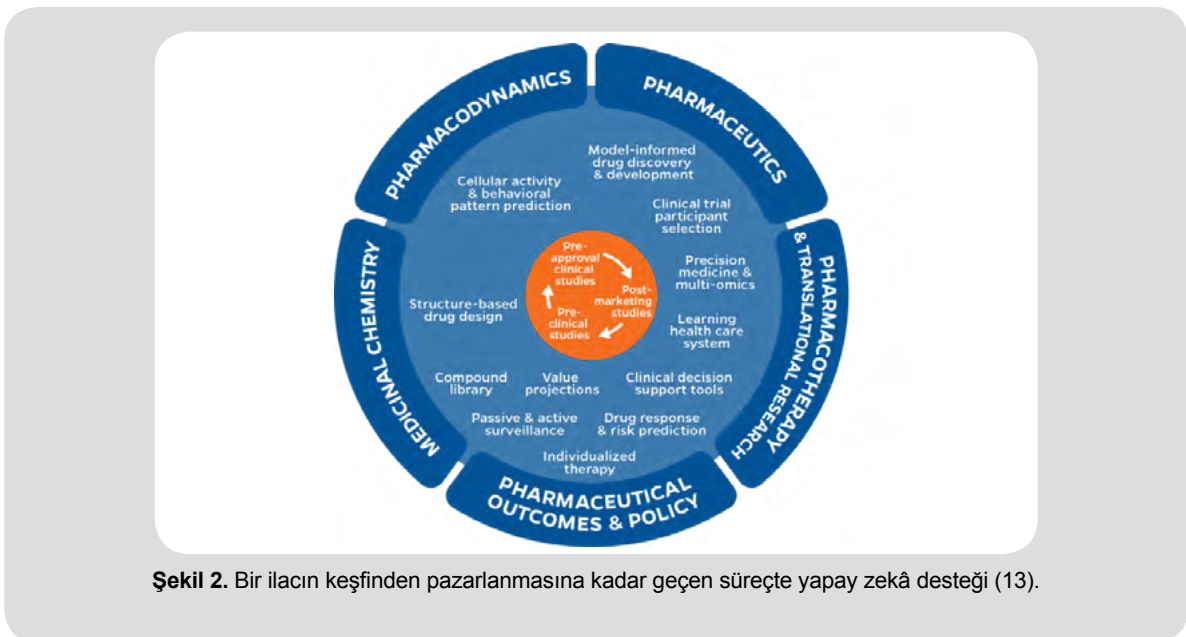 PHARMACODYNAMICS
PHARMACEUTICS
PHARMACOTHERAPY
& TRANSLATIONAL RESEARCH
PHARMACEUTICAL
OUTCOMES & POLICY
MEDICINAL CHEMISTRY
Model-informed
drug discovery
& development
Cellular activity
& behavioral
pattern prediction
Clinical trial
participant
selection
Precision
medicine &
multi-omics
Learning
health care
system
Structure-based
drug design
Pre-
approval
clinical
studies
Post-
marketing
studies
Pre-
clinical
studies
Compound
library
Value
projections
Clinical decision
support tools
Passive & active
surveillance
Drug response
& risk prediction
Individualized
therapy
Şekil 2. Bir ilacın keşfinden pazarlanmasına kadar geçen süreçte yapay zekâ desteği (13).